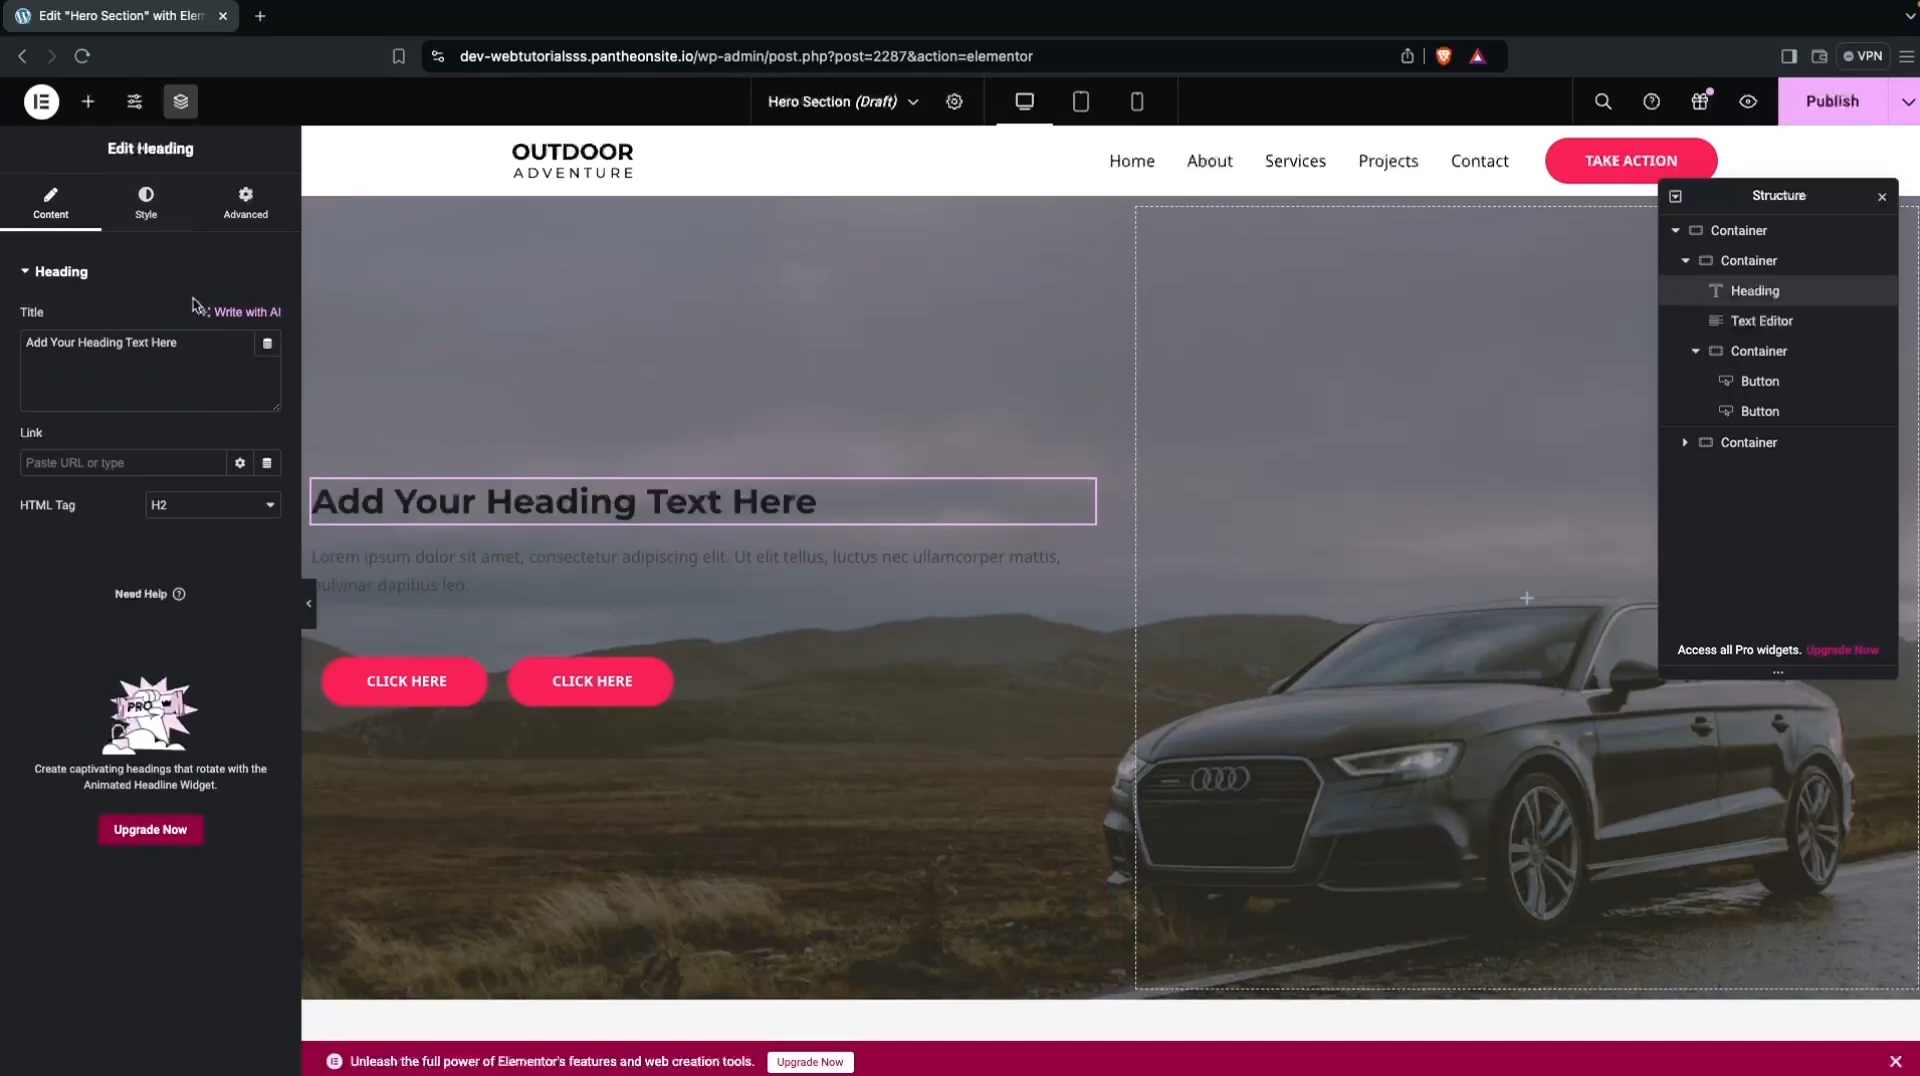 Edit "Hero Section" with Elem
dev-webtutorialsss.pantheonsite.io/wp-admin/post.php?post=2287&action=elementor
VPN
Hero Section (Draft)
Publish
Edit Heading
Content
Style
Advanced
Heading
Title
Write with AI
Add Your Heading Text Here
Link
Paste URL or type
HTML Tag
H2
Need Help
PRO
Create captivating headings that rotate with the
Animated Headline Widget.
Upgrade Now
OUTDOOR
ADVENTURE
Home
About
Services
Projects
Contact
TAKE ACTION
Add Your Heading Text Here
Lorem ipsum dolor sit amet, consectetur adipiscing elit. Ut elit tellus, luctus nec ullamcorper mattis,
pulvinar dapibus leo.
CLICK HERE
CLICK HERE
Structure
Container
Container
Heading
Text Editor
Container
Button
Button
Container
Access all Pro widgets. Upgrade Now
Unleash the full power of Elementor's features and web creation tools.
Upgrade Now